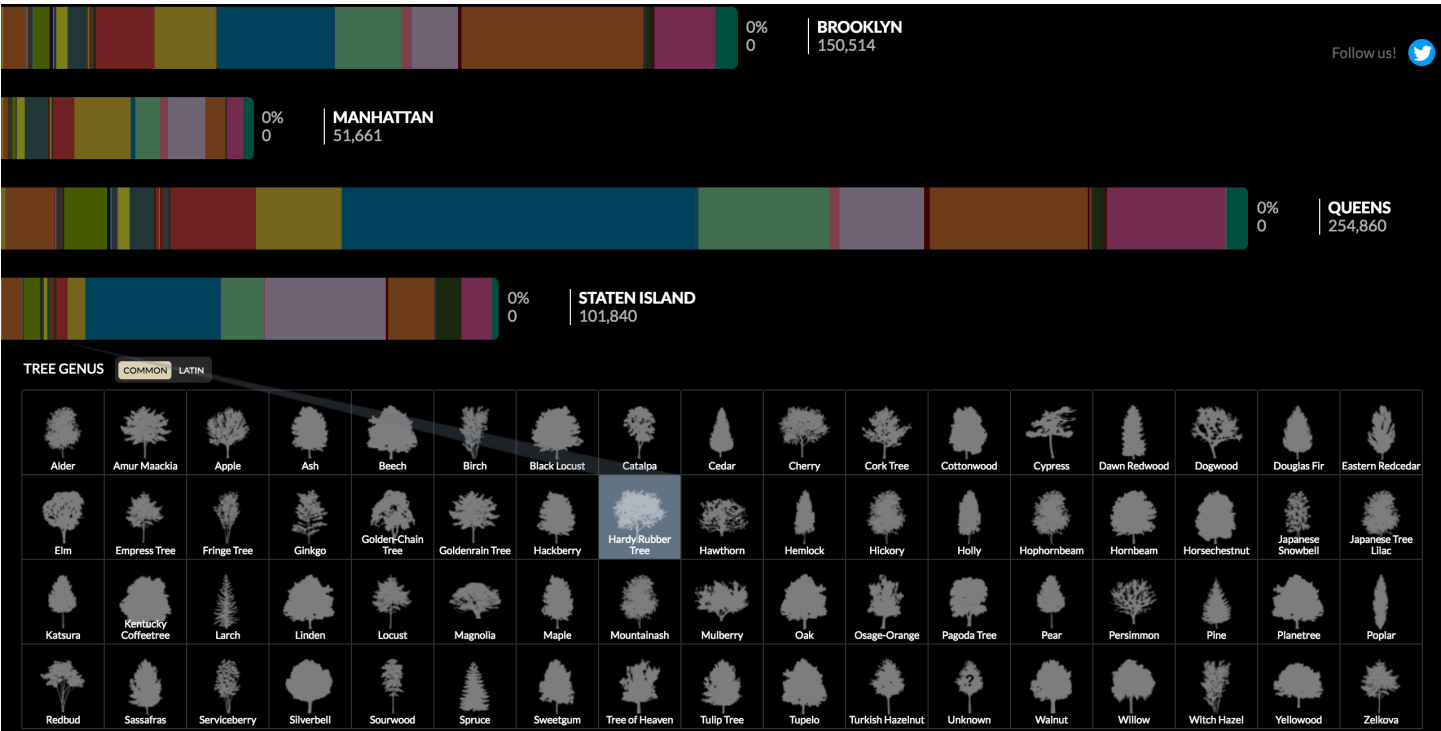 0% BROOKLYN
0 150,514
Follow us!
0% MANHATTAN
0 51,661
0% QUEENS
0 254,860
0% STATEN ISLAND
0 101,840
TREE GENUS COMMON LATIN
Alder Amur Maackia Apple Ash Beech Birch Black Locust Catalpa Cedar Cherry Cork Tree Cottonwood Cypress Dawn Redwood Dogwood Douglas Fir Eastern Redcedar
Elm Empress Tree Fringe Tree Ginkgo Golden-Chain Tree Goldenrain Tree Hackberry Hardy Rubber Tree Hawthorn Hemlock Hickory Holly Hophornbeam Hornbeam Horsechestnut Japanese Snowbell Japanese Tree Lilac
Katsura Kentucky Coffeetree Larch Linden Locust Magnolia Maple Mountainash Mulberry Oak Osage-Orange Pagoda Tree Pear Persimmon Pine Planetree Poplar
?
Redbud Sassafras Serviceberry Silverbell Sourwood Spruce Sweetgum Tree of Heaven Tulip Tree Tupelo Turkish Hazelnut Unknown Walnut Willow Witch Hazel Yellowood Zelkova